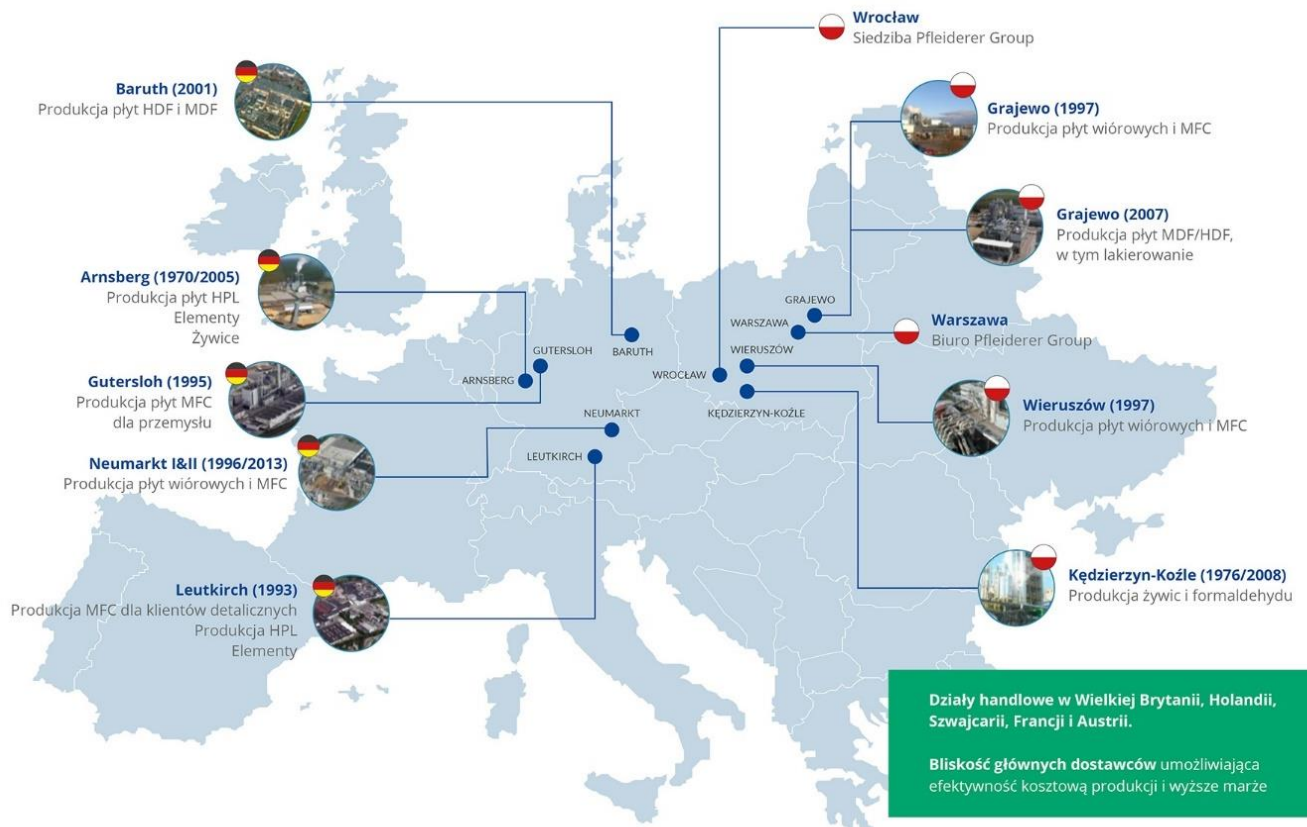 Wrocław
Siedziba Pfleiderer Group
Baruth (2001)
Produkcja płyt HDF i MDF
Grajewo (1997)
Produkcja płyt wiórowych i MFC
Grajewo (2007)
Produkcja płyt MDF/HDF,
w tym lakierowanie
Arnsberg (1970/2005)
Produkcja płyt HPL
Elementy
Żywice
GRAJEWO
WARSZAWA
Warszawa
Biuro Pfleiderer Group
GUTERSLOH
BARUTH
WIERUSZÓW
ARNSBERG
WROCŁAW
Gutersloh (1995)
Produkcja płyt MFC
dla przemysłu
NEUMARKT
KĘDZIERZYN-KOŹLE
Wieruszów (1997)
Produkcja płyt wiórowych i MFC
Neumarkt I&II (1996/2013)
Produkcja płyt wiórowych i MFC
LEUTKIRCH
Leutkirch (1993)
Produkcja MFC dla klientów detalicznych
Produkcja HPL
Elementy
Kędzierzyn-Koźle (1976/2008)
Produkcja żywic i formaldehydu
Działy handlowe w Wielkiej Brytanii, Holandii,
Szwajcarii, Francji i Austrii.
Bliskość głównych dostawców umożliwiająca
efektywność kosztową produkcji i wyższe marże